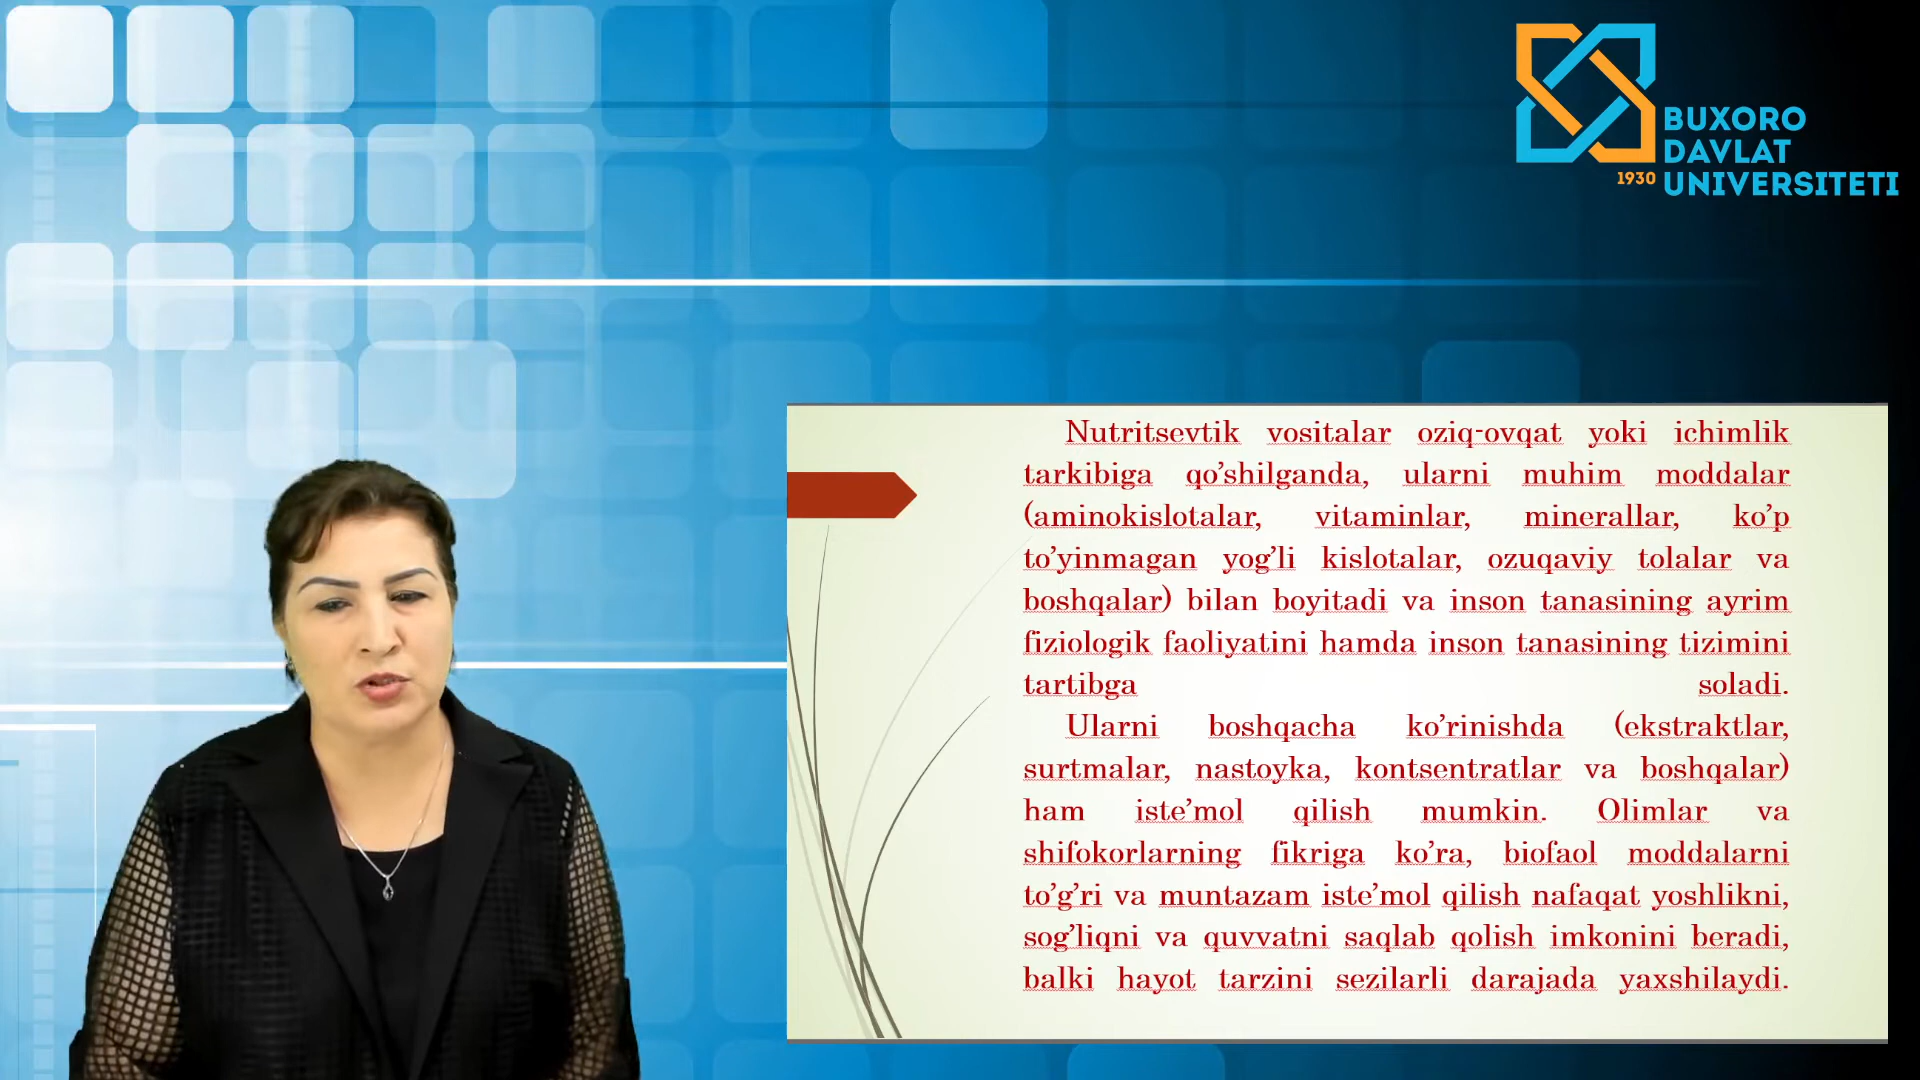 BUXORO
DAVLAT
1930 UNIVERSITETI
Nutritsevtik vositalar oziq-ovqat yoki ichimlik
tarkibiga qo’shilganda, ularni muhim moddalar
(aminokislotalar, vitaminlar, minerallar, ko’p
to’yinmagan yog’li kislotalar, ozuqaviy tolalar va
boshqalar) bilan boyitadi va inson tanasining ayrim
fiziologik faoliyatini hamda inson tanasining tizimini
tartibga soladi.
Ularni boshqacha ko’rinishda (ekstraktlar,
surtmalar, nastoyka, kontsentratlar va boshqalar)
ham iste’mol qilish mumkin. Olimlar va
shifokorlarning fikriga ko’ra, biofaol moddalarni
to’g’ri va muntazam iste’mol qilish nafaqat yoshlikni,
sog’liqni va quvvatni saqlab qolish imkonini beradi,
balki hayot tarzini sezilarli darajada yaxshilaydi.